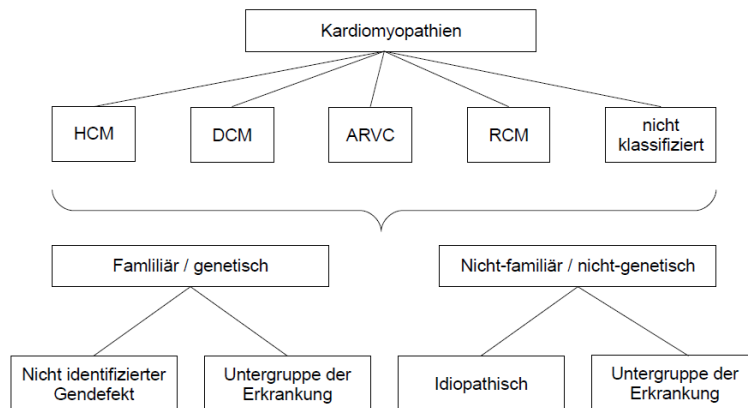 Kardiomyopathien
HCM
DCM
ARVC
RCM
nicht
klassifiziert
Famliliär / genetisch
Nicht-familiär / nicht-genetisch
Nicht identifizierter
Gendefekt
Untergruppe der
Erkrankung
Idiopathisch
Untergruppe der
Erkrankung